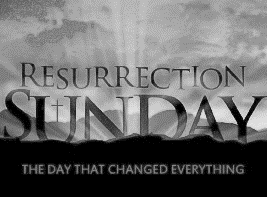 RESURRECTION
SUNDAY
THE DAY THAT CHANGED EVERYTHING